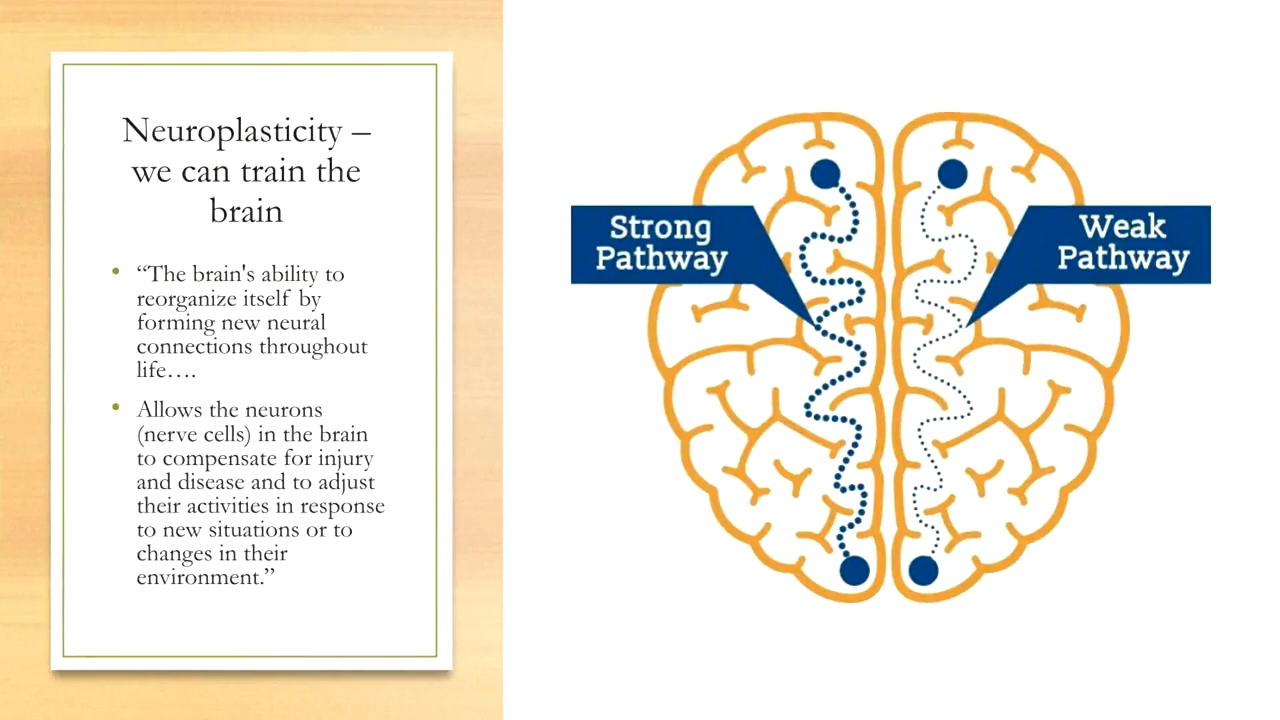 Neuroplasticity –
we can train the
brain
• “The brain's ability to
reorganize itself by
forming new neural
connections throughout
life….
• Allows the neurons
(nerve cells) in the brain
to compensate for injury
and disease and to adjust
their activities in response
to new situations or to
changes in their
environment.”
Strong
Pathway
Weak
Pathway